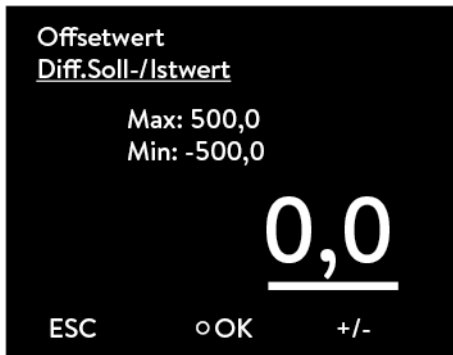 Offsetwert
Diff.Soll-/Istwert
Max: 500,0
Min: -500,0
0,0
ESC ○OK +/-